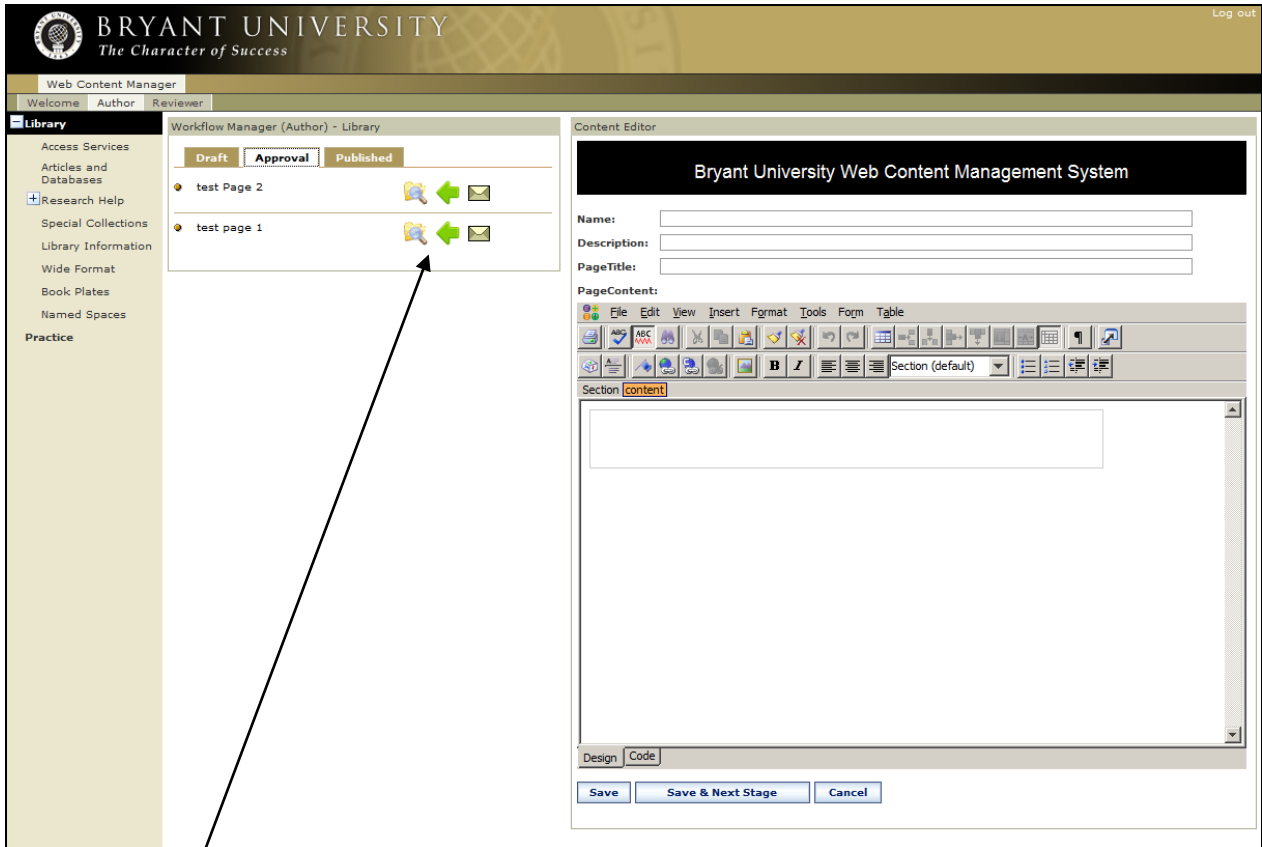 Log out
BRYANT UNIVERSITY
The Character of Success
Web Content Manager
Welcome Author Reviewer
Library
Access Services
Articles and
Databases
Research Help
Special Collections
Library Information
Wide Format
Book Plates
Named Spaces
Practice
Workflow Manager (Author) - Library
Draft Approval Published
test Page 2
test page 1
Content Editor
Bryant University Web Content Management System
Name:
Description:
PageTitle:
PageContent:
File Edit View Insert Format Tools Form Table
ABC ABC
B I Section (default)
Section content
Design Code
Save Save & Next Stage Cancel